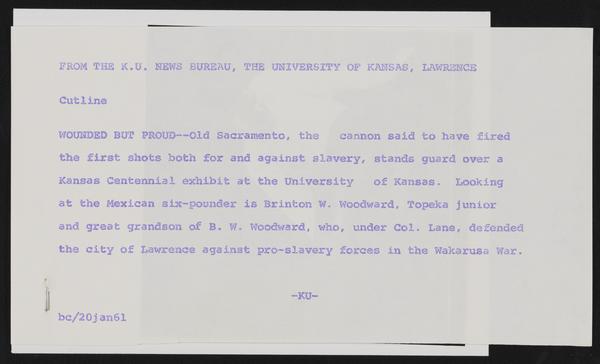 FROM THE K.U. NEWS BUREAU, THE UNIVERSITY OF KANSAS, LAWRENCE
Cutline
WOUNDED BUT PROUD--Old Sacramento, the cannon said to have fired
the first shots both for and against slavery, stands guard over a
Kansas Centennial exhibit at the University of Kansas. Looking
at the Mexican six-pounder is Brinton W. Woodward, Topeka junior
and great grandson of B. W. Woodward, who, under Col. Lane, defended
the city of Lawrence against pro-slavery forces in the Wakarusa War.
-KU-
bc/20jan61